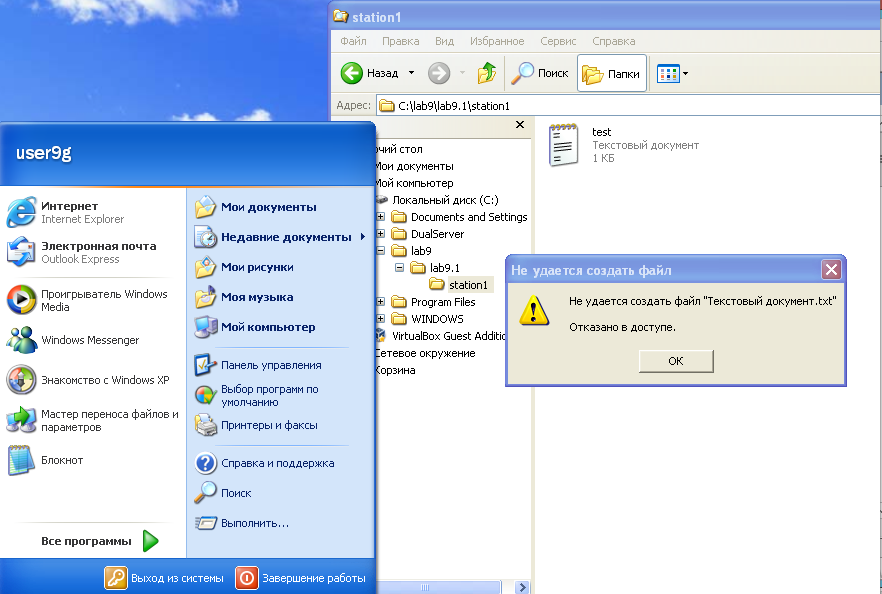 station1
Файл Правка Вид Избранное Сервис Справка
Назад Поиск Папки
Адрес: C:\lab9\lab9.1\station1
user9g
Интернет
Internet Explorer
Электронная почта
Outlook Express
Проигрыватель Windows
Media
Windows Messenger
Знакомство с Windows XP
Мастер переноса файлов и
параметров
Блокнот
Все программы
Мои документы
Недавние документы
Мои рисунки
Моя музыка
Мой компьютер
Панель управления
Выбор программ по
умолчанию
Принтеры и факсы
Справка и поддержка
Поиск
Выполнить...
Выход из системы Завершение работы
очий стол
Мои документы
Мой компьютер
Локальный диск (C:)
Documents and Settings
DualServer
lab9
lab9.1
station1
Program Files
WINDOWS
VirtualBox Guest Additio
Сетевое окружение
Корзина
test
Текстовый документ
1 КБ
Не удается создать файл
Не удается создать файл "Текстовый документ.txt"
Отказано в доступе.
ОК